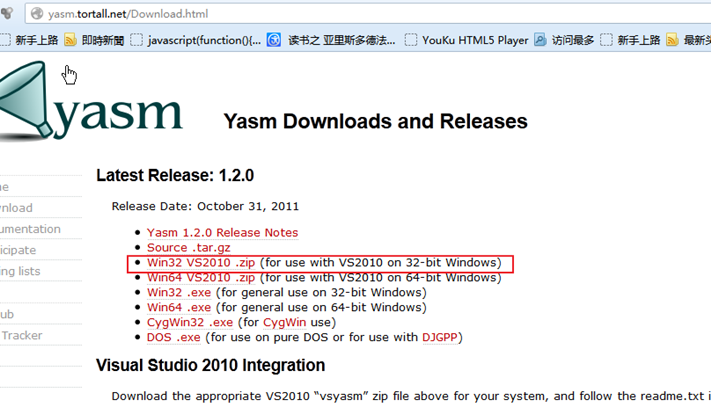 yasm.tortall.net/Download.html
新手上路 即時新聞 javascript(function(){... 读书之 亚里斯多德法... YouKu HTML5 Player 访问最多 新手上路 最新头
yasm
Yasm Downloads and Releases
Latest Release: 1.2.0
Release Date: October 31, 2011
me
wnload
cumentation
ticipate
ling lists
ub
Tracker
Yasm 1.2.0 Release Notes
Source .tar.gz
Win32 VS2010 .zip (for use with VS2010 on 32-bit Windows)
Win64 VS2010 .zip (for use with VS2010 on 64-bit Windows)
Win32 .exe (for general use on 32-bit Windows)
Win64 .exe (for general use on 64-bit Windows)
CygWin32 .exe (for CygWin use)
DOS .exe (for use on pure DOS or for use with DJGPP)
Visual Studio 2010 Integration
Download the appropriate VS2010 “vsyasm” zip file above for your system, and follow the readme.txt i